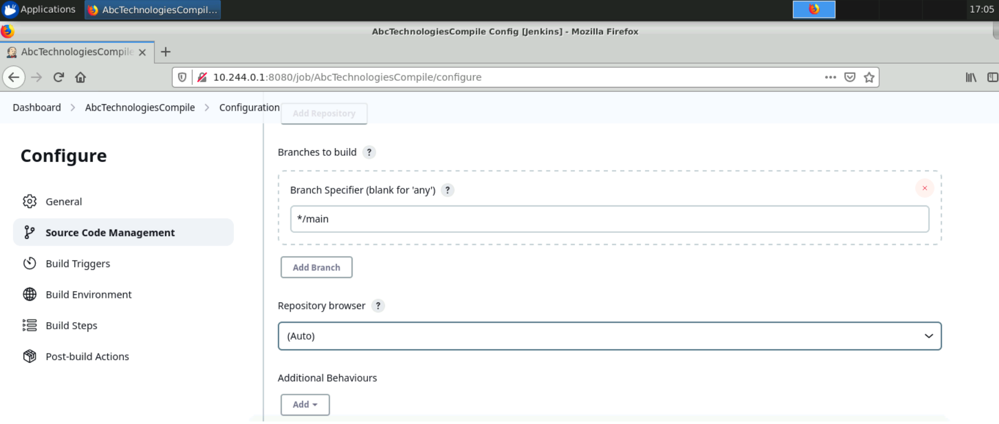 Applications
AbcTechnologiesCompil...
17:05
AbcTechnologiesCompile Config [Jenkins] - Mozilla Firefox
AbcTechnologiesCompile
10.244.0.1:8080/job/AbcTechnologiesCompile/configure
Dashboard > AbcTechnologiesCompile > Configuration
Add Repository
Configure
General
Source Code Management
Build Triggers
Build Environment
Build Steps
Post-build Actions
Branches to build ?
Branch Specifier (blank for 'any') ?
*/main
Add Branch
Repository browser ?
(Auto)
Additional Behaviours
Add